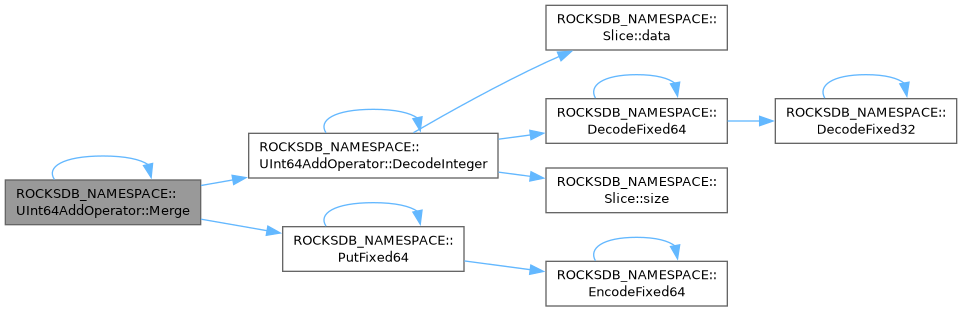 ROCKSDB_NAMESPACE::
UInt64AddOperator::Merge
ROCKSDB_NAMESPACE::
UInt64AddOperator::DecodeInteger
ROCKSDB_NAMESPACE::
PutFixed64
ROCKSDB_NAMESPACE::
Slice::data
ROCKSDB_NAMESPACE::
DecodeFixed64
ROCKSDB_NAMESPACE::
Slice::size
ROCKSDB_NAMESPACE::
EncodeFixed64
ROCKSDB_NAMESPACE::
DecodeFixed32